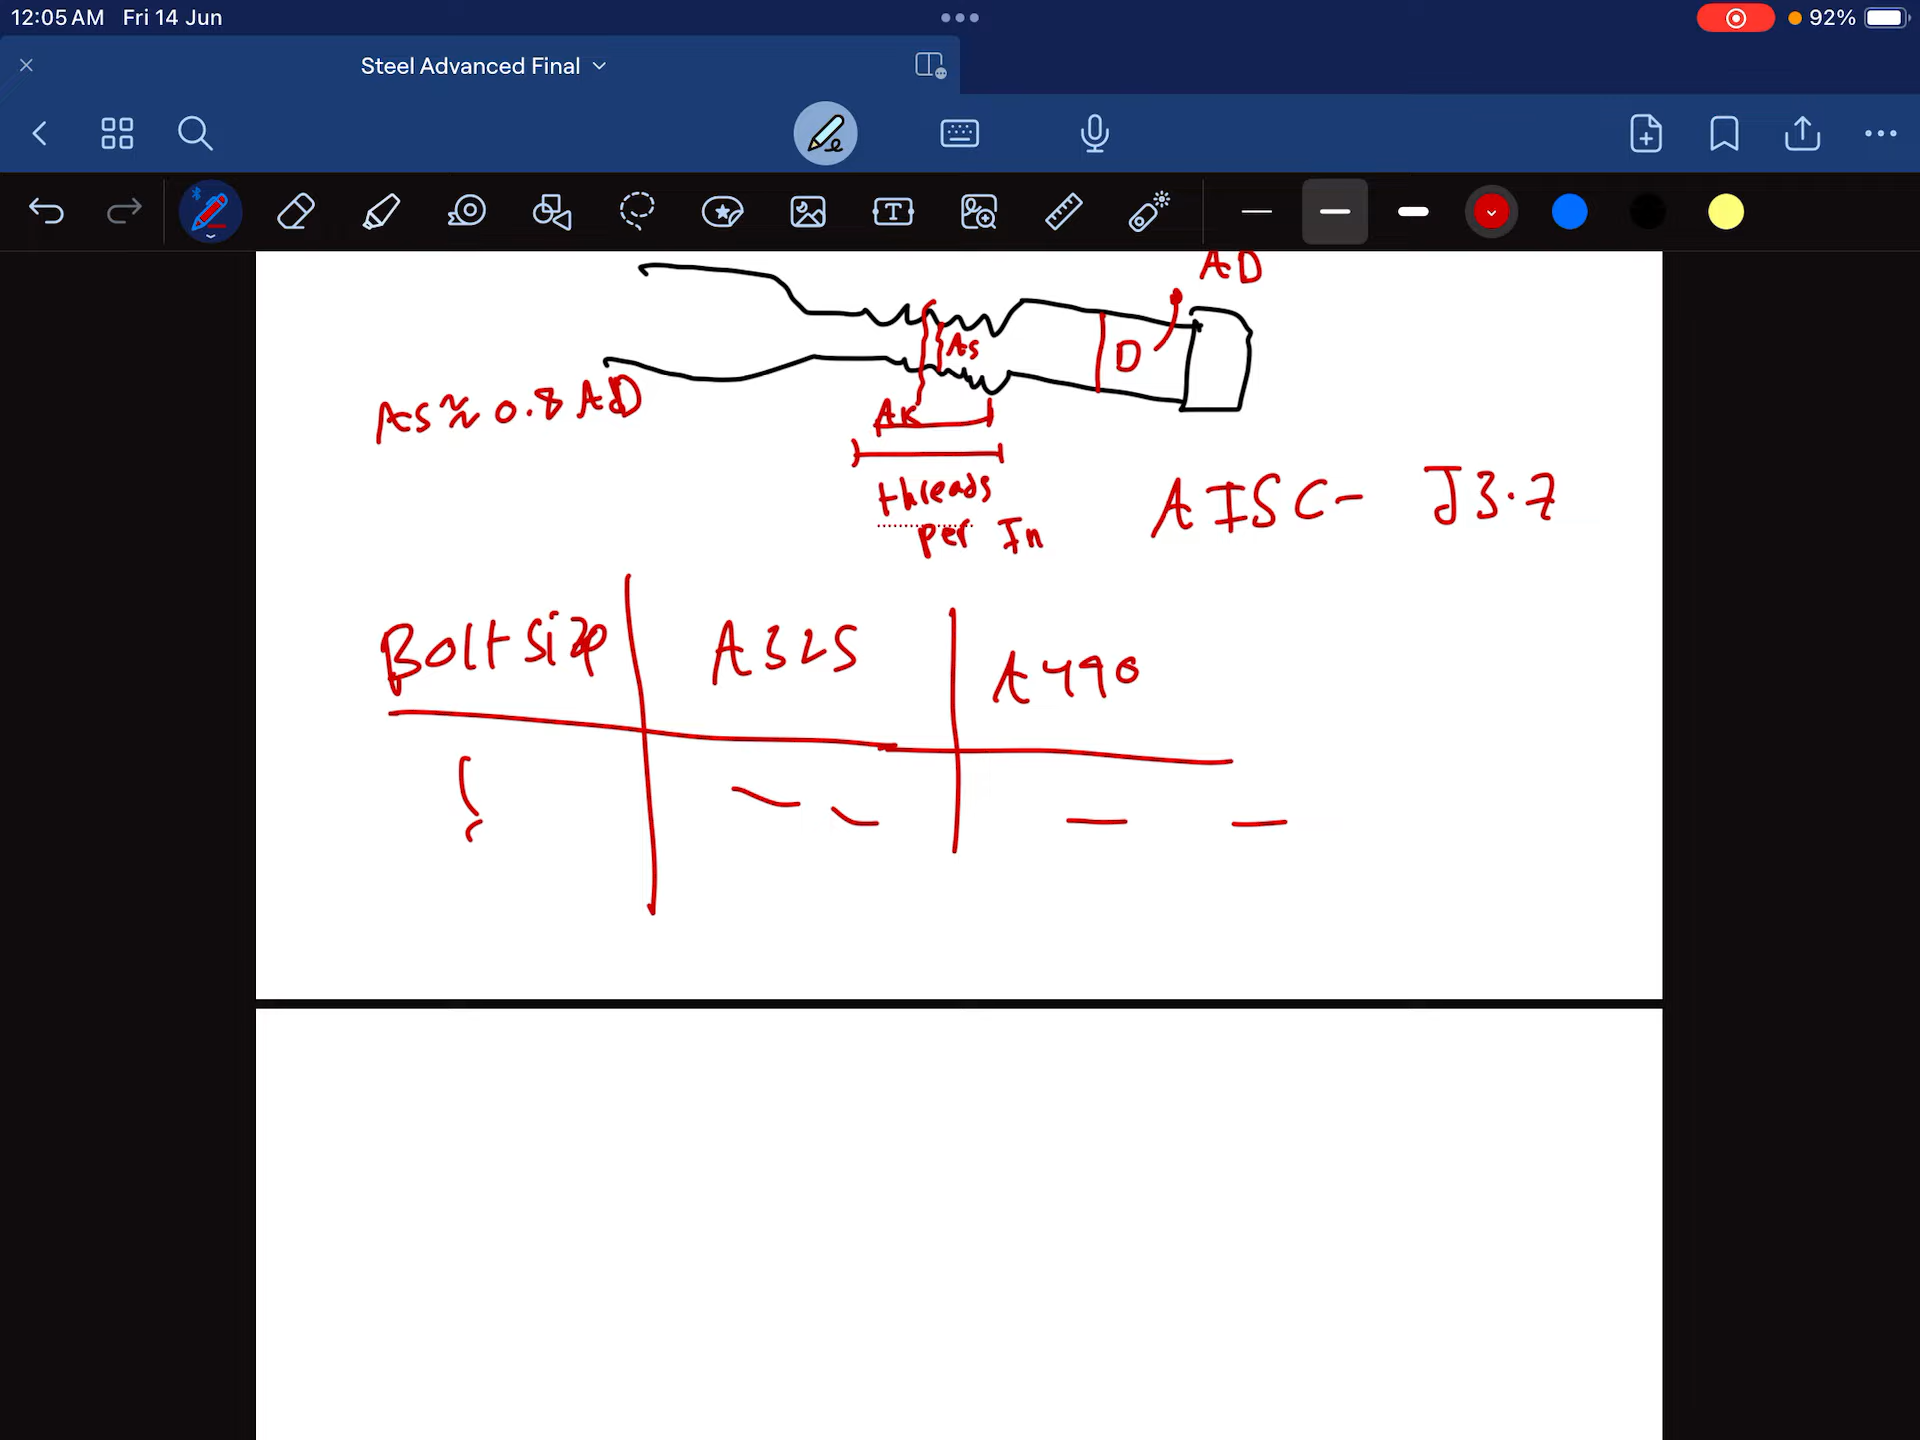 12:05 AM Fri 14 Jun
92%
Steel Advanced Final
AD
As
D
As ≈ 0.8 AD
AK
threads
per In
AISC- J3.7
Bolt size
A325
A490